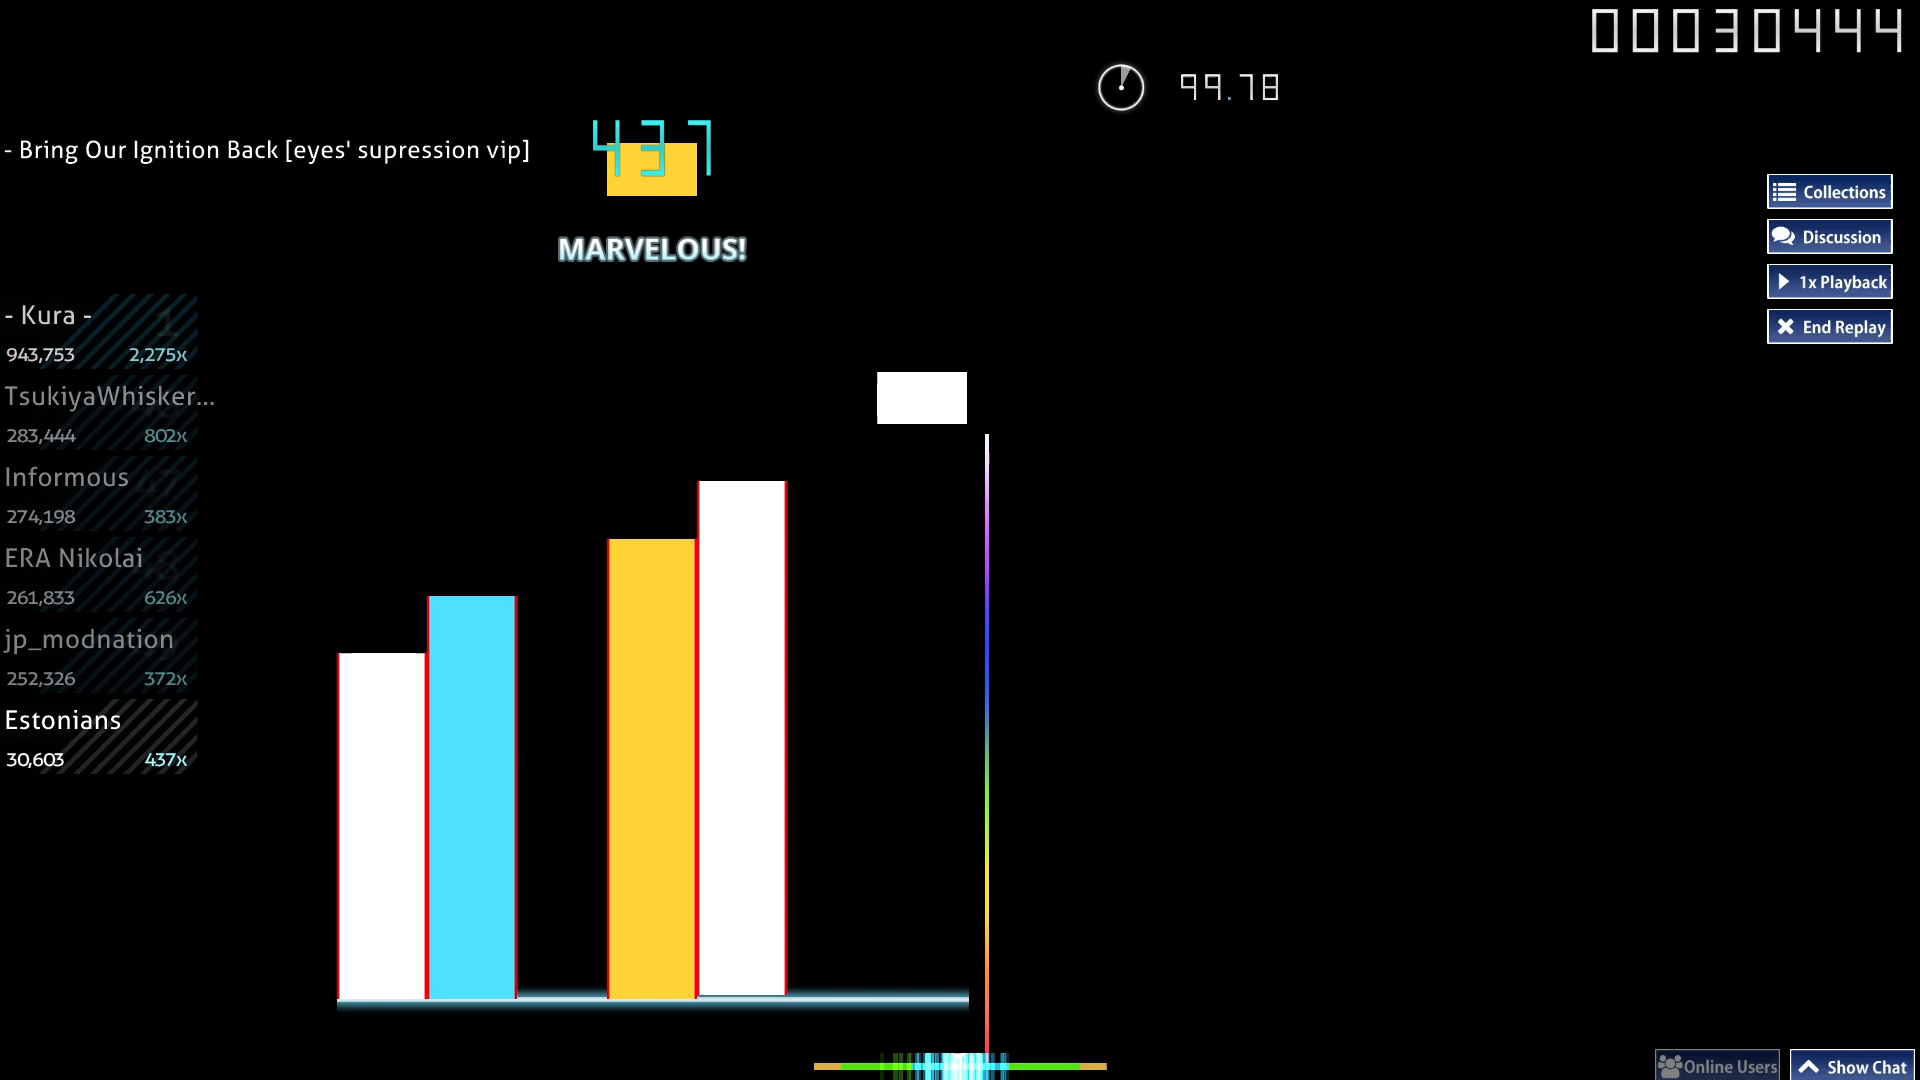 00030444
99.78
- Bring Our Ignition Back [eyes' supression vip]
437
MARVELOUS!
Collections
Discussion
1x Playback
End Replay
- Kura -
943,753 2,275x
TsukiyaWhisker...
283,444 802x
Informous
274,198 383x
ERA Nikolai
261,833 626x
jp_modnation
252,326 372x
Estonians
30,603 437x
Online Users
Show Chat